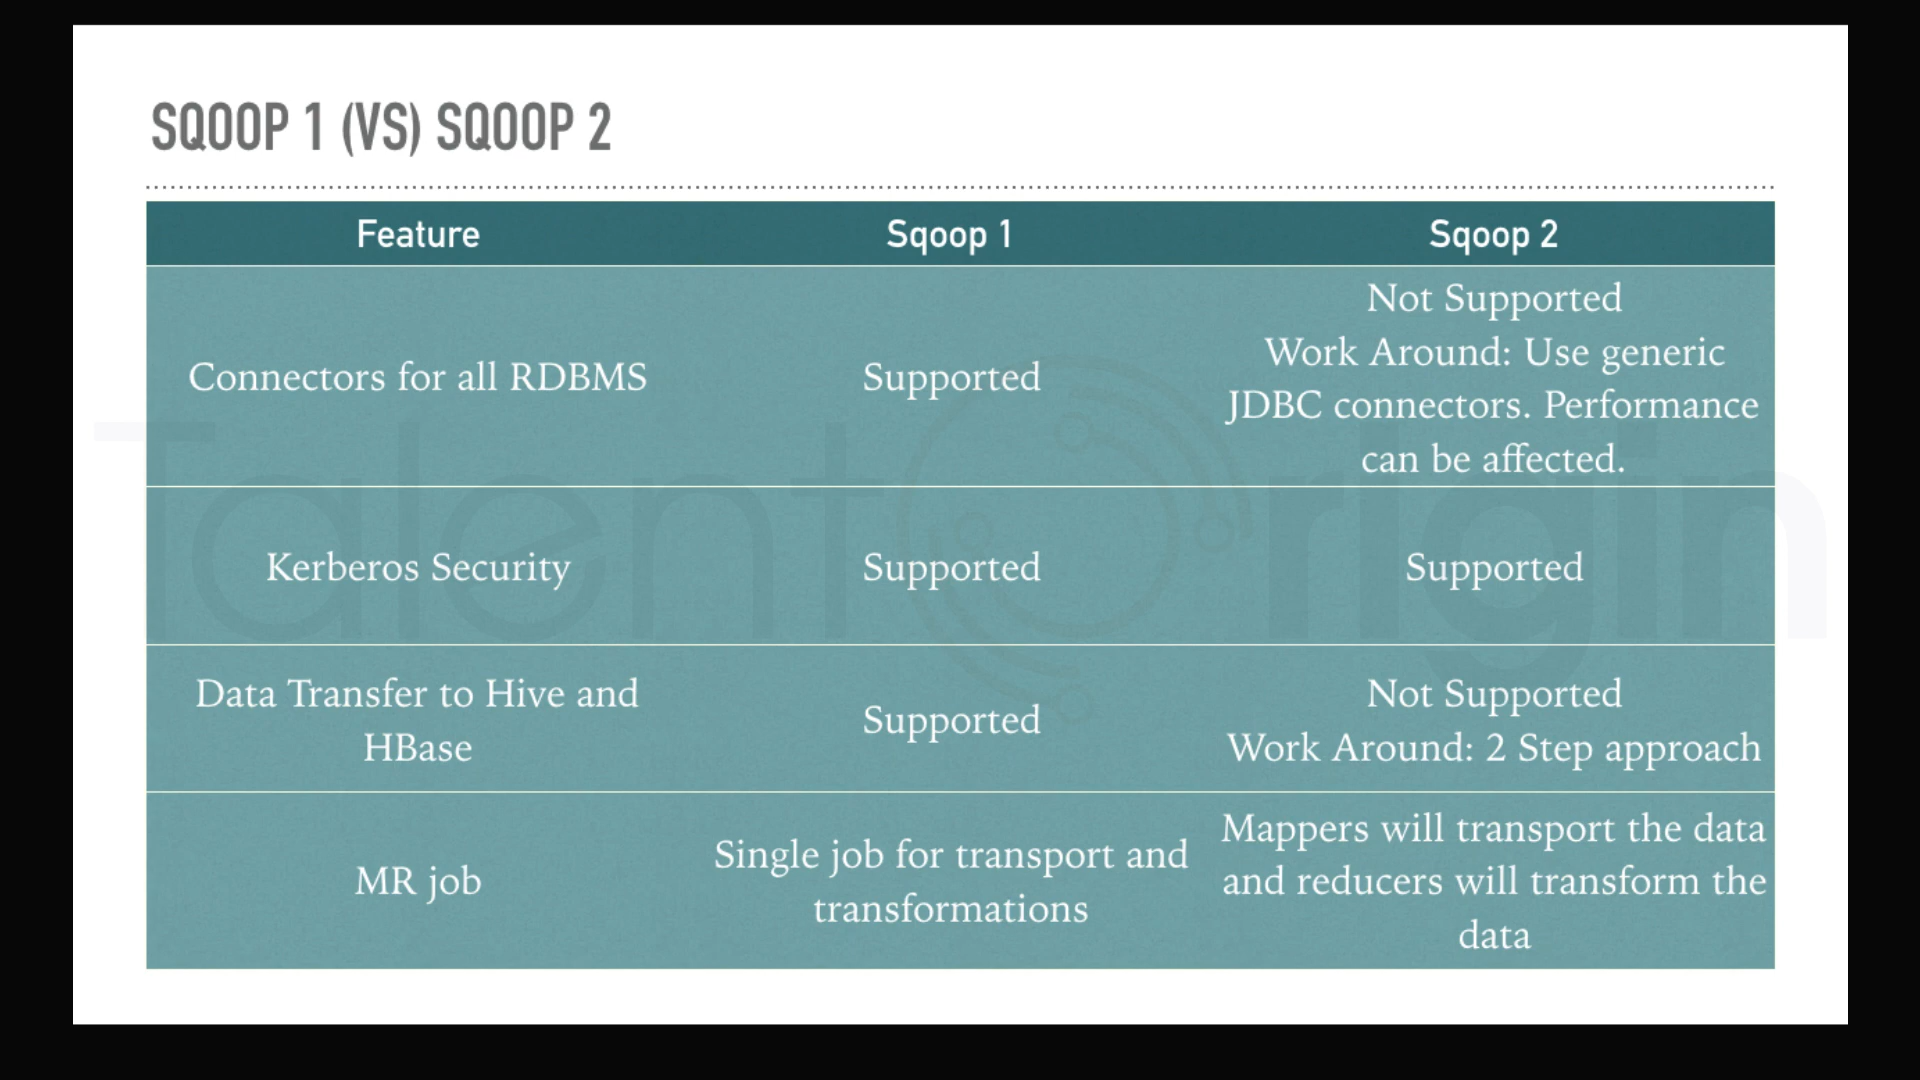 SQOOP 1 (VS) SQOOP 2
Feature
Sqoop 1
Sqoop 2
Connectors for all RDBMS
Supported
Not Supported
Work Around: Use generic
JDBC connectors. Performance
can be affected.
Kerberos Security
Supported
Supported
Data Transfer to Hive and
HBase
Supported
Not Supported
Work Around: 2 Step approach
MR job
Single job for transport and
transformations
Mappers will transport the data
and reducers will transform the
data
TalentOrigin